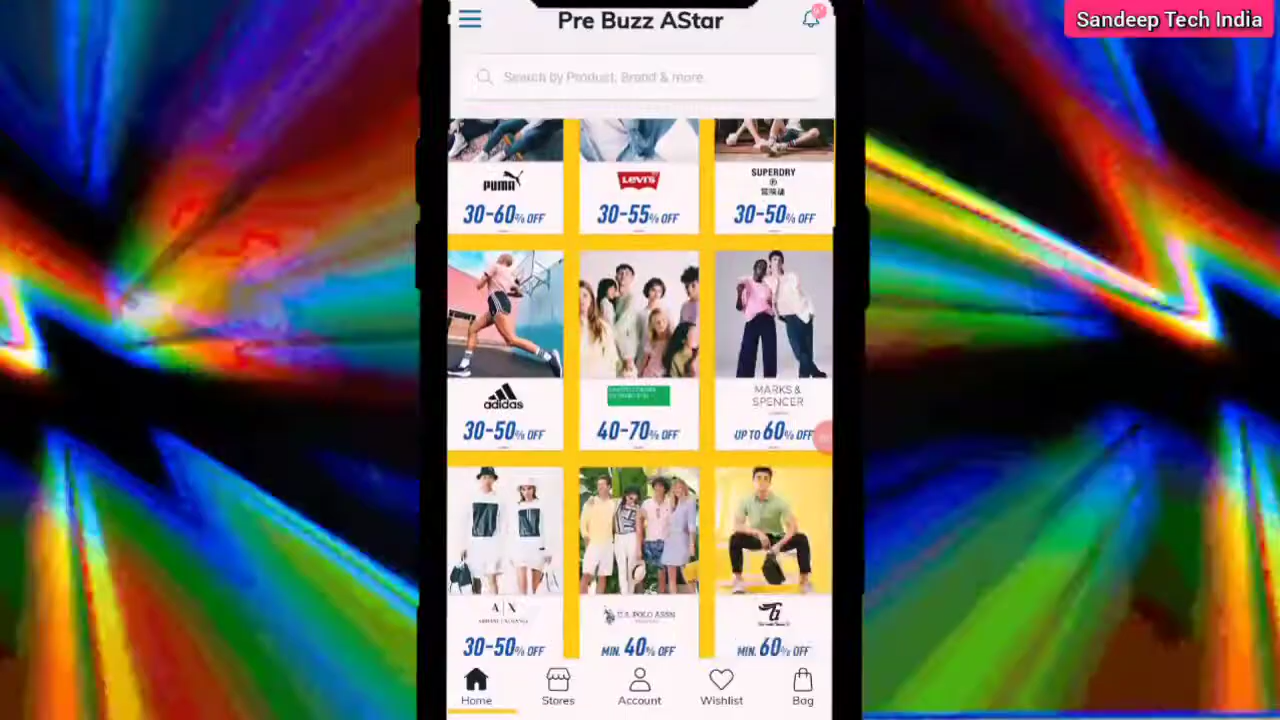 Sandeep Tech India
Pre Buzz AStar
Search by Product, Brand & more
PUMA
LEVI'S
SUPERDRY
30-60% OFF
30-55% OFF
30-50% OFF
adidas
MARKS &
SPENCER
30-50% OFF
40-70% OFF
UP TO 60% OFF
A|X
ARMANI EXCHANGE
U.S. POLO ASSN.
30-50% OFF
MIN. 40% OFF
MIN. 60% OFF
Home
Stores
Account
Wishlist
Bag